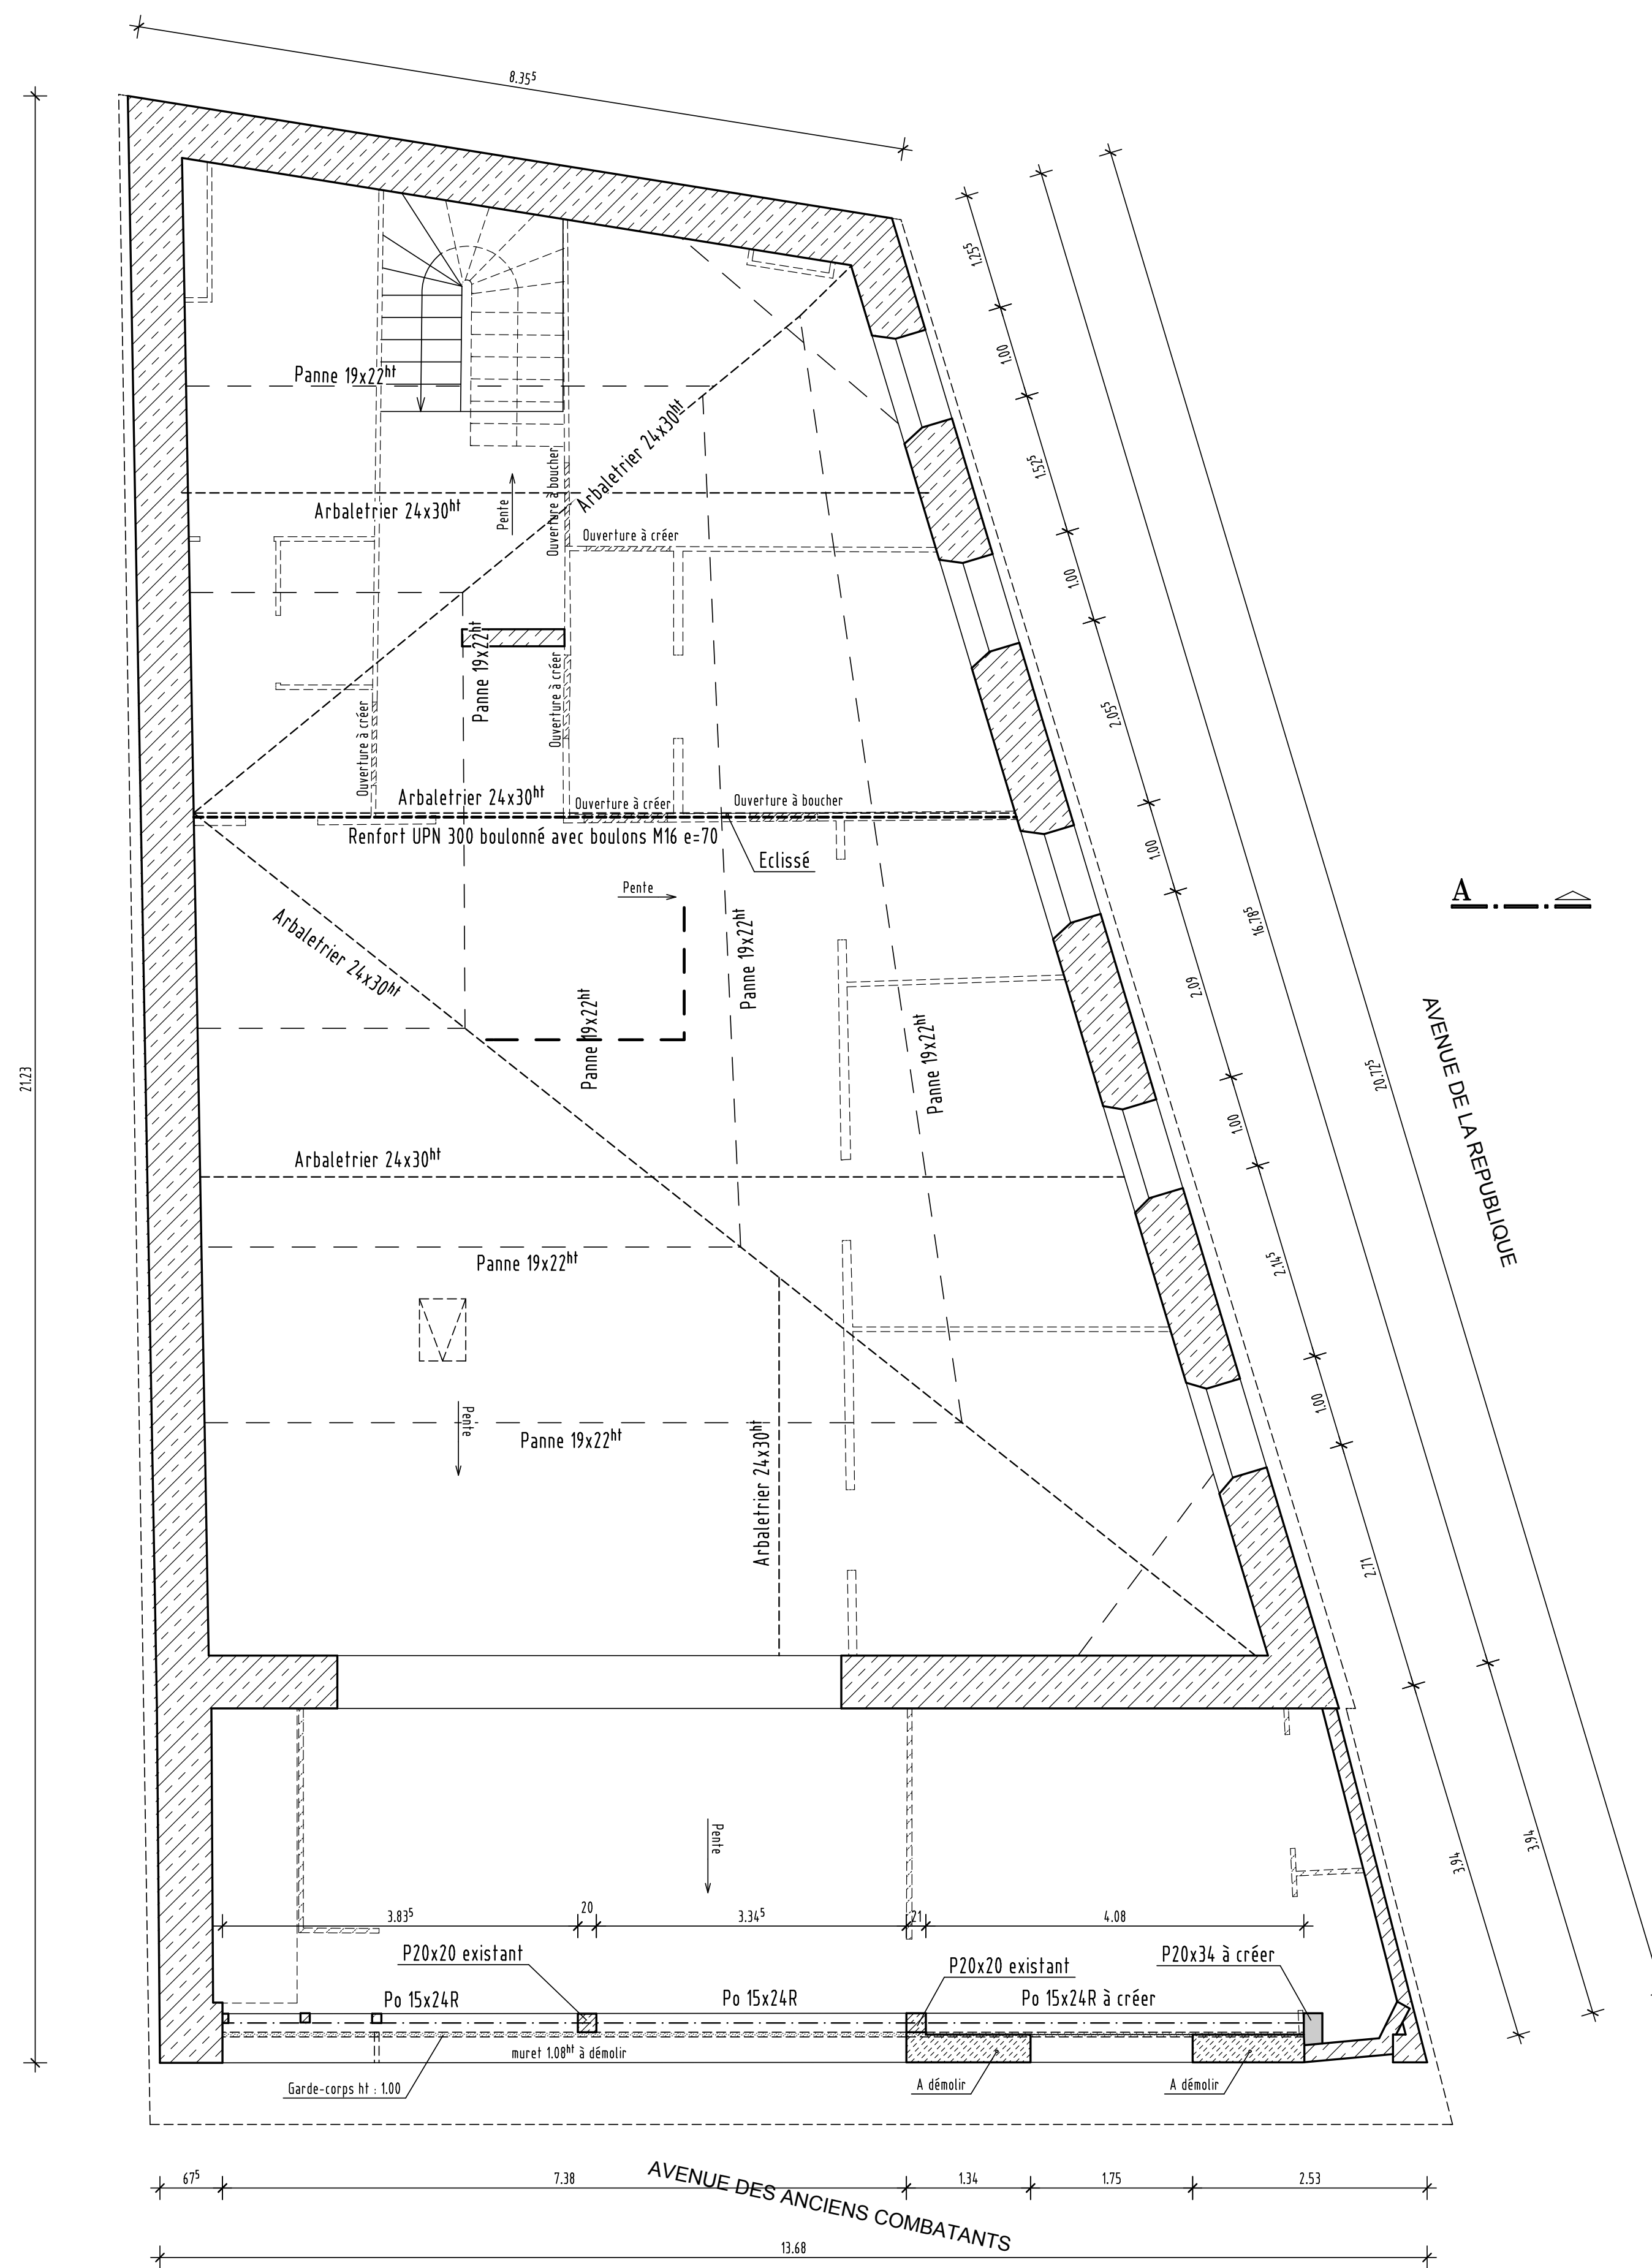 8.35⁵
1.25⁵
1.00
1.52⁵
1.00
2.05⁵
1.00
2.09
1.00
2.14⁵
1.00
2.71
3.94
16.78⁵
3.94
20.72⁵
21.23
Panne 19x22ht
Arbaletrier 24x30ht
Arbaletrier 24x30ht
Pente
Ouverture à boucher
Ouverture à créer
Panne 19x22ht
Ouverture à créer
Ouverture à créer
Arbaletrier 24x30ht
Ouverture à créer
Ouverture à boucher
Renfort UPN 300 boulonné avec boulons M16 e=70
Eclissé
Pente
A
Arbaletrier 24x30ht
Panne 19x22ht
Panne 19x22ht
Panne 19x22ht
AVENUE DE LA REPUBLIQUE
Arbaletrier 24x30ht
Panne 19x22ht
Pente
Panne 19x22ht
Arbaletrier 24x30ht
Pente
3.83⁵
20
3.34⁵
21
4.08
P20x20 existant
P20x20 existant
P20x34 à créer
Po 15x24R
Po 15x24R
Po 15x24R à créer
muret 1.08ht à démolir
Garde-corps ht : 1.00
A démolir
A démolir
67⁵
7.38
1.34
1.75
2.53
AVENUE DES ANCIENS COMBATANTS
13.68